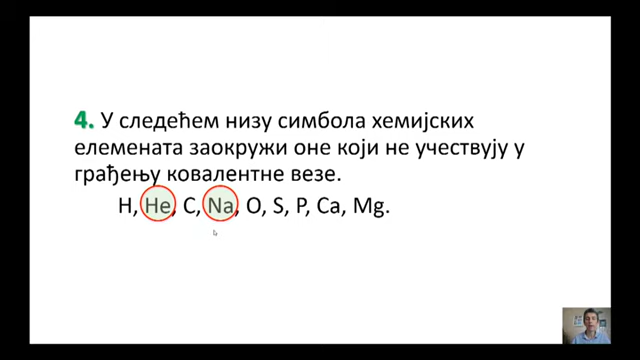 4. У следећем низу симбола хемијских
елемената заокружи оне који не учествују у
грађењу ковалентне везе.
H, He, C, Na, O, S, P, Ca, Mg.